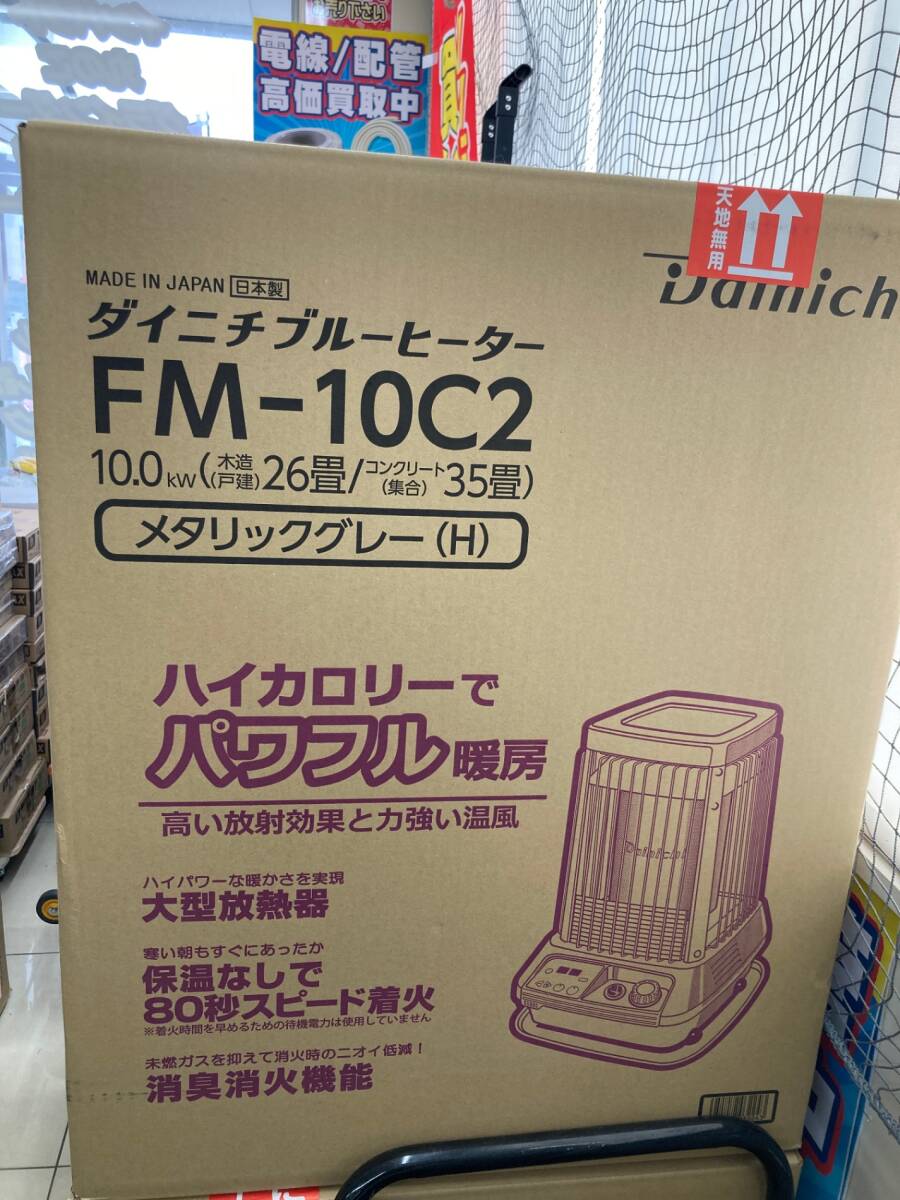 お売り下さい
電線/配管
高価買取中
天地無用
Dainich
MADE IN JAPAN 日本製
ダイニチブルーヒーター
FM-10C2
10.0kW(木造(戸建)26畳/コンクリート(集合)35畳)
メタリックグレー(H)
ハイカロリーで
パワフル暖房
高い放射効果と力強い温風
ハイパワーな暖かさを実現
大型放熱器
寒い朝もすぐにあったか
保温なしで
80秒スピード着火
※着火時間を早めるための待機電力は使用していません
未燃ガスを抑えて消火時のニオイ低減!
消臭消火機能
Dainichi